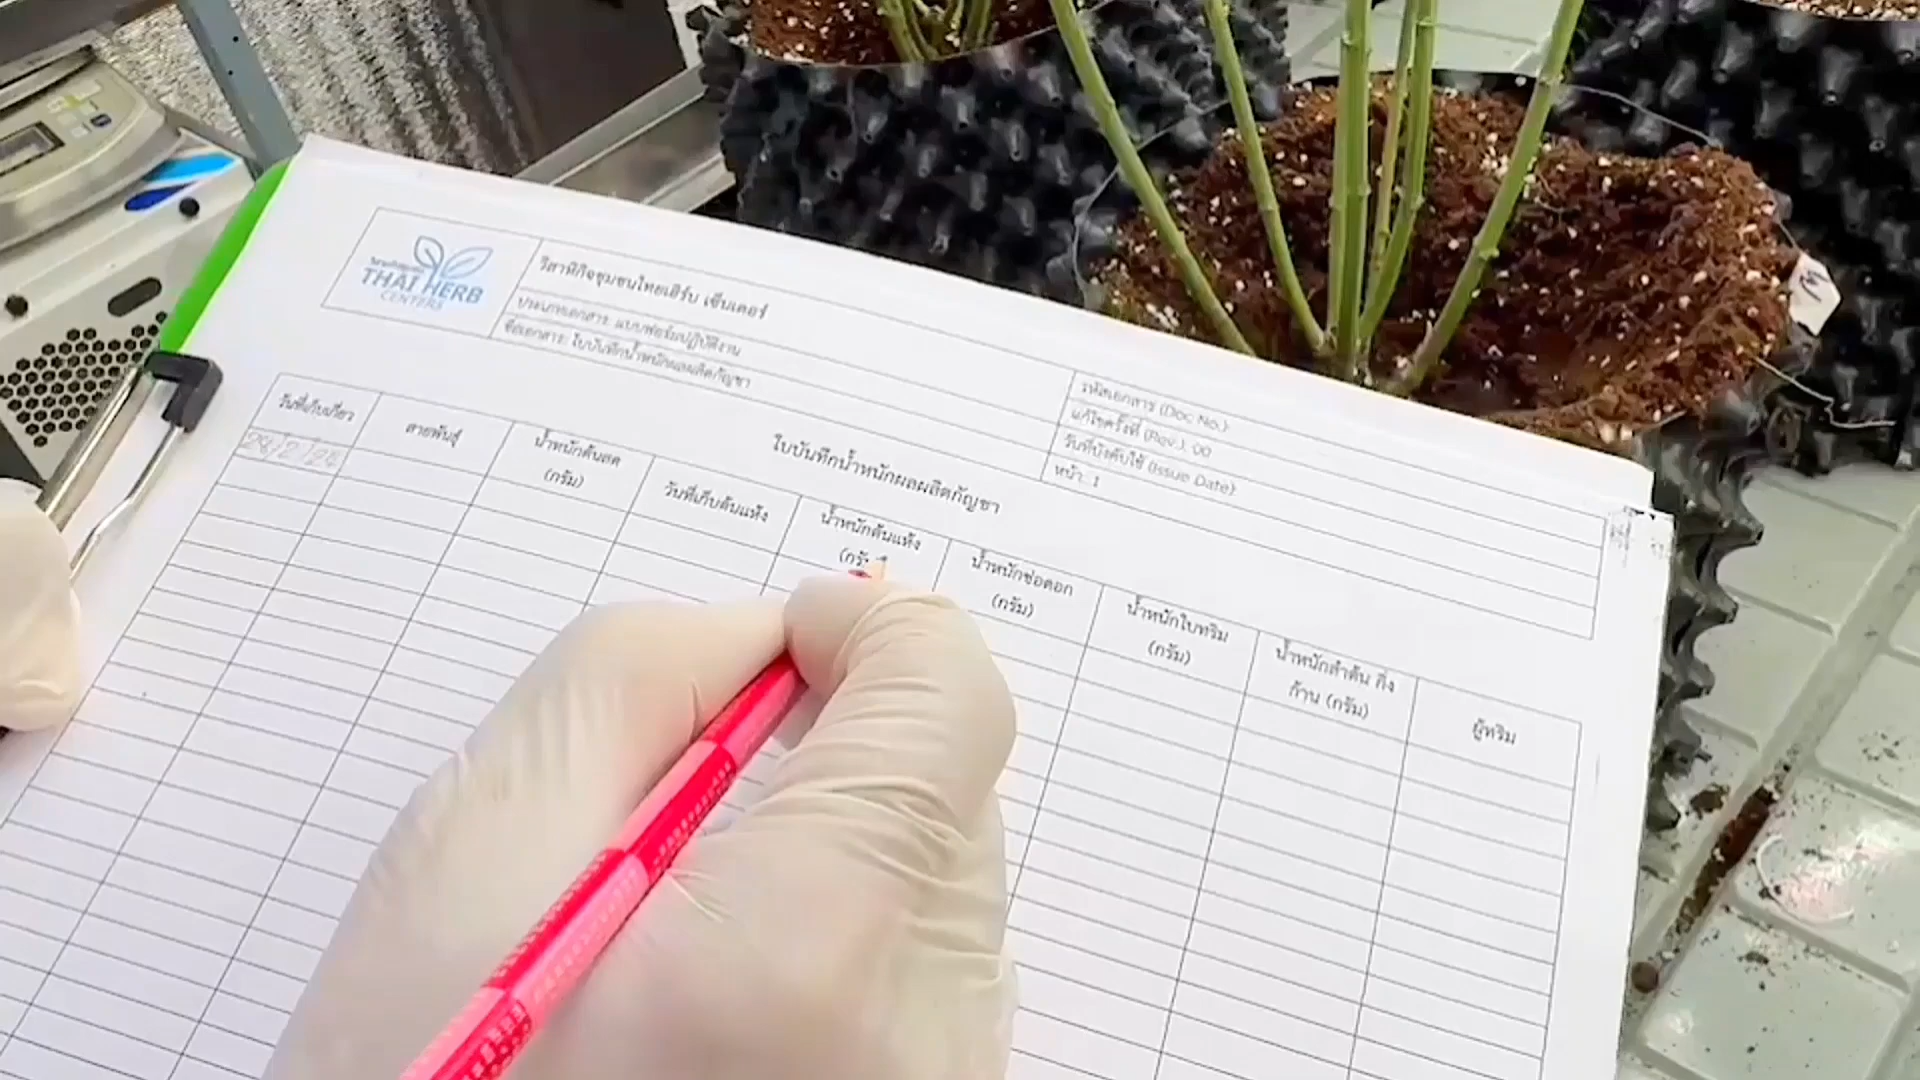 THAI HERB
CENTERS
วิสาหกิจชุมชนไทยเฮิร์บ เซ็นเตอร์
ประเภทเอกสาร: แบบฟอร์มปฏิบัติงาน
ชื่อเอกสาร: ใบบันทึกน้ำหนักผลผลิตกัญชา
รหัสเอกสาร (Doc No.):
แก้ไขครั้งที่ (Rev.): 00
วันที่บังคับใช้ (Issue Date):
หน้า: 1
ใบบันทึกน้ำหนักผลผลิตกัญชา
วันที่เก็บเกี่ยว
สายพันธุ์
น้ำหนักต้นสด
(กรัม)
วันที่เก็บต้นแห้ง
น้ำหนักต้นแห้ง
น้ำหนักช่อดอก
(กรัม)
น้ำหนักใบทริม
(กรัม)
น้ำหนักลำต้น กิ่ง
ก้าน (กรัม)
ผู้ทริม